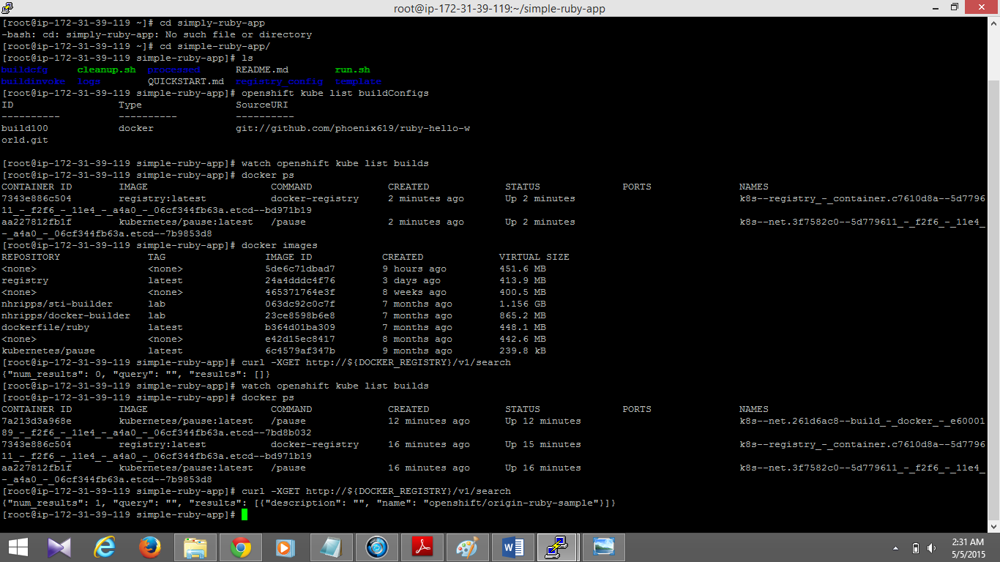 root@ip-172-31-39-119:~/simple-ruby-app
[root@ip-172-31-39-119 ~]# cd simply-ruby-app
-bash: cd: simply-ruby-app: No such file or directory
[root@ip-172-31-39-119 ~]# cd simple-ruby-app/
[root@ip-172-31-39-119 simple-ruby-app]# ls
buildcfg cleanup.sh processed README.md run.sh
buildinvoke logs QUICKSTART.md registry_config template
[root@ip-172-31-39-119 simple-ruby-app]# openshift kube list buildConfigs
ID Type SourceURI
---------- ---------- ----------
build100 docker git://github.com/phoenix619/ruby-hello-w
orld.git
[root@ip-172-31-39-119 simple-ruby-app]# watch openshift kube list builds
[root@ip-172-31-39-119 simple-ruby-app]# docker ps
CONTAINER ID IMAGE COMMAND CREATED STATUS PORTS NAMES
7343e886c504 registry:latest docker-registry 2 minutes ago Up 2 minutes k8s--registry_-_container.c7610d8a--5d7796
11_-_f2f6_-_11e4_-_a4a0_-_06cf344fb63a.etcd--bd971b19
aa227812fb1f kubernetes/pause:latest /pause 2 minutes ago Up 2 minutes k8s--net.3f7582c0--5d779611_-_f2f6_-_11e4_
-_a4a0_-_06cf344fb63a.etcd--7b9853d8
[root@ip-172-31-39-119 simple-ruby-app]# docker images
REPOSITORY TAG IMAGE ID CREATED VIRTUAL SIZE
<none> <none> 5de6c71dbad7 9 hours ago 451.6 MB
registry latest 24a4dddc4f76 3 days ago 413.9 MB
<none> <none> 465371764e3f 8 weeks ago 400.5 MB
nhripps/sti-builder lab 063dc92c0c7f 7 months ago 1.156 GB
nhripps/docker-builder lab 23ce8598b6e8 7 months ago 865.2 MB
dockerfile/ruby latest b364d01ba309 7 months ago 448.1 MB
<none> <none> e42d15ec8417 8 months ago 442.6 MB
kubernetes/pause latest 6c4579af347b 9 months ago 239.8 kB
[root@ip-172-31-39-119 simple-ruby-app]# curl -XGET http://${DOCKER_REGISTRY}/v1/search
{"num_results": 0, "query": "", "results": []}
[root@ip-172-31-39-119 simple-ruby-app]# watch openshift kube list builds
[root@ip-172-31-39-119 simple-ruby-app]# docker ps
CONTAINER ID IMAGE COMMAND CREATED STATUS PORTS NAMES
7a213d3a968e kubernetes/pause:latest /pause 12 minutes ago Up 12 minutes k8s--net.261d6ac8--build_-_docker_-_e60001
89_-_f2f6_-_11e4_-_a4a0_-_06cf344fb63a.etcd--7bd8b032
7343e886c504 registry:latest docker-registry 16 minutes ago Up 15 minutes k8s--registry_-_container.c7610d8a--5d7796
11_-_f2f6_-_11e4_-_a4a0_-_06cf344fb63a.etcd--bd971b19
aa227812fb1f kubernetes/pause:latest /pause 16 minutes ago Up 16 minutes k8s--net.3f7582c0--5d779611_-_f2f6_-_11e4_
-_a4a0_-_06cf344fb63a.etcd--7b9853d8
[root@ip-172-31-39-119 simple-ruby-app]# curl -XGET http://${DOCKER_REGISTRY}/v1/search
{"num_results": 1, "query": "", "results": [{"description": "", "name": "openshift/origin-ruby-sample"}]}
[root@ip-172-31-39-119 simple-ruby-app]#
2:31 AM
5/5/2015